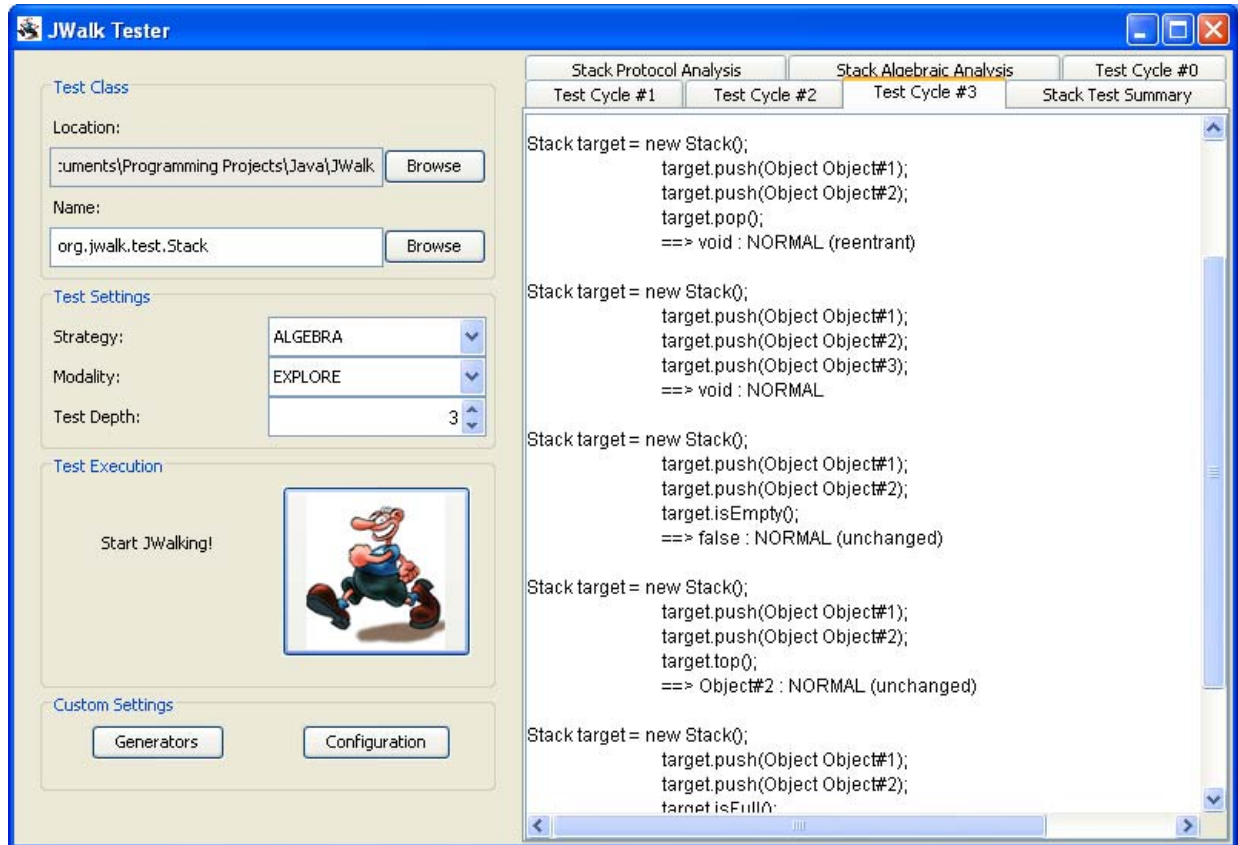 JWalk Tester
Test Class
Location:
:uments\Programming Projects\Java\JWalk
Browse
Name:
org.jwalk.test.Stack
Browse
Test Settings
Strategy:
ALGEBRA
Modality:
EXPLORE
Test Depth:
3
Test Execution
Start JWalking!
Custom Settings
Generators
Configuration
Stack Protocol Analysis
Stack Algebraic Analysis
Test Cycle #0
Test Cycle #1
Test Cycle #2
Test Cycle #3
Stack Test Summary
Stack target = new Stack();
target.push(Object Object#1);
target.push(Object Object#2);
target.pop();
==> void : NORMAL (reentrant)
Stack target = new Stack();
target.push(Object Object#1);
target.push(Object Object#2);
target.push(Object Object#3);
==> void : NORMAL
Stack target = new Stack();
target.push(Object Object#1);
target.push(Object Object#2);
target.isEmpty();
==> false : NORMAL (unchanged)
Stack target = new Stack();
target.push(Object Object#1);
target.push(Object Object#2);
target.top();
==> Object#2 : NORMAL (unchanged)
Stack target = new Stack();
target.push(Object Object#1);
target.push(Object Object#2);
target.isFull();